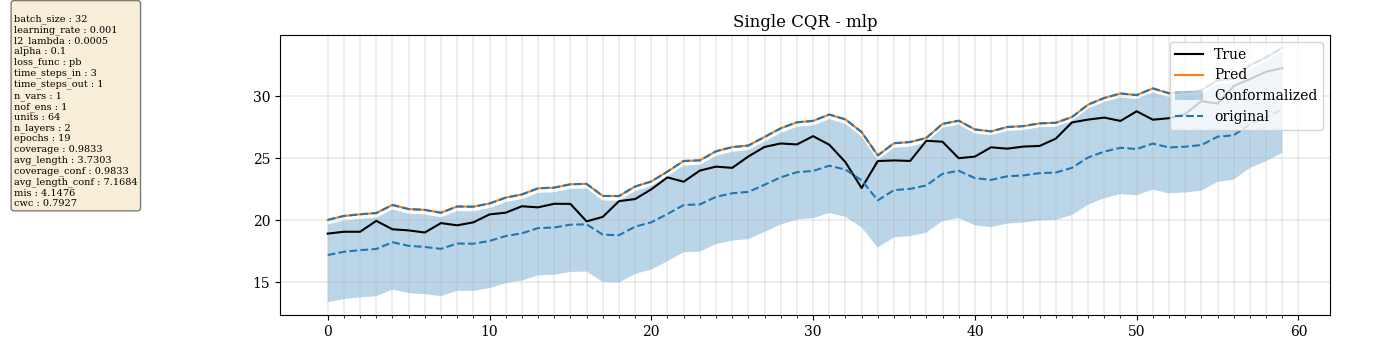 batch_size : 32
learning_rate : 0.001
l2_lambda : 0.0005
alpha : 0.1
loss_func : pb
time_steps_in : 3
time_steps_out : 1
n_vars : 1
nof_ens : 1
units : 64
n_layers : 2
epochs : 19
coverage : 0.9833
avg_length : 3.7303
coverage_conf : 0.9833
avg_length_conf : 7.1684
mis : 4.1476
cwc : 0.7927
Single CQR - mlp
True
Pred
Conformalized
original
30
25
20
15
0
10
20
30
40
50
60